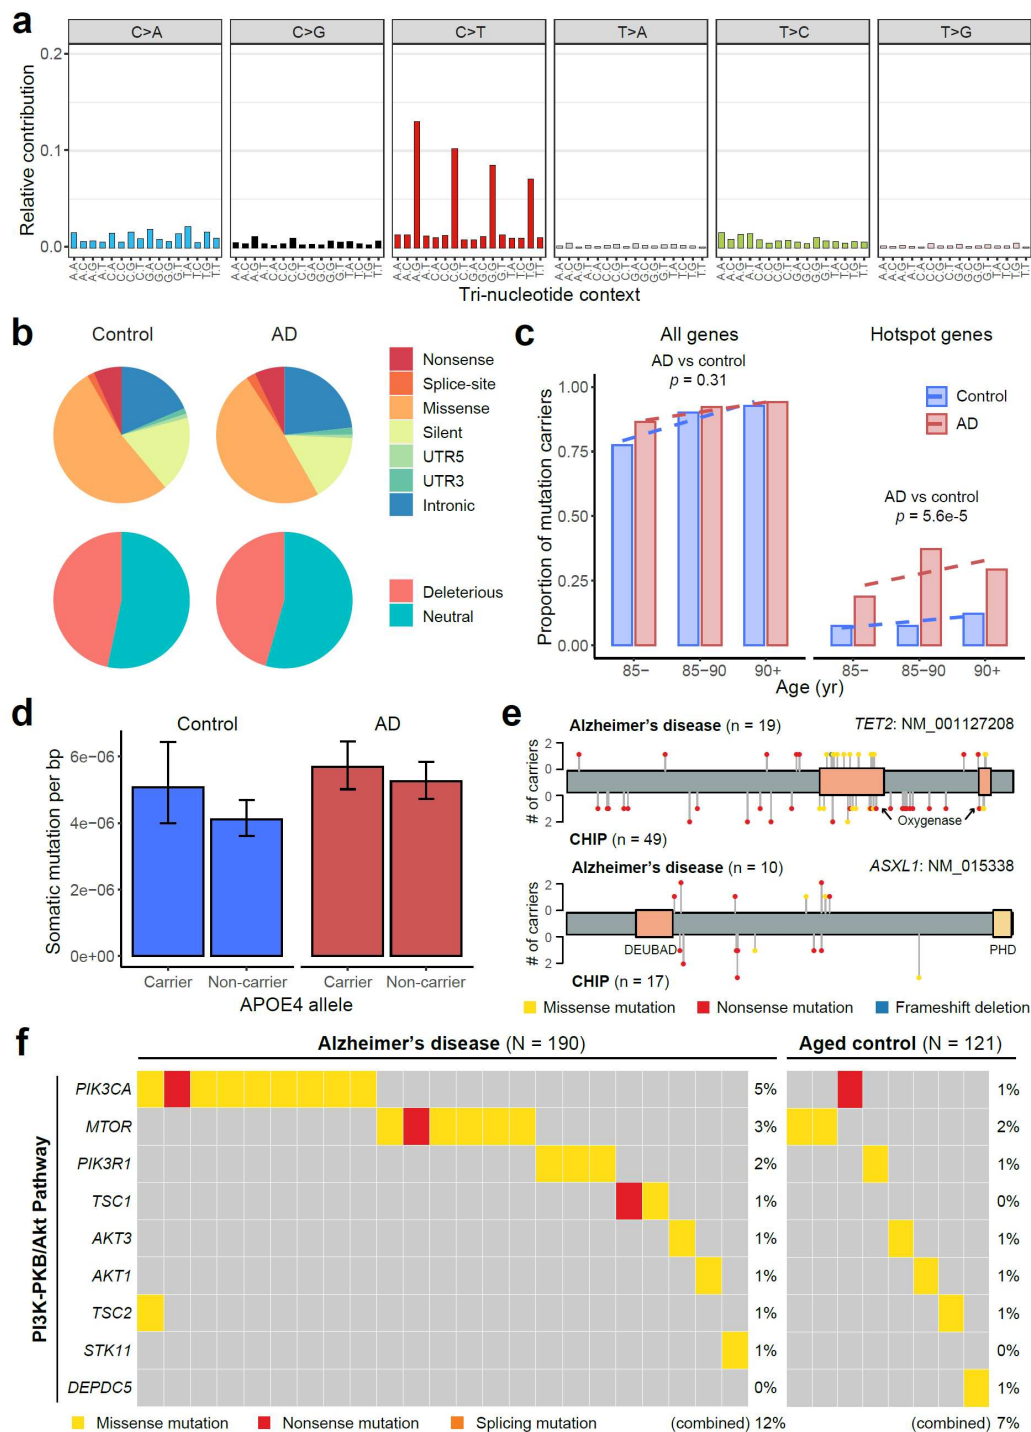 a
C>A C>G C>T T>A T>C T>G
Relative contribution
0.2
0.1
0.0
A.A A.C A.G A.T C.A C.C C.G C.T G.A G.C G.G G.T T.A T.C T.G T.T
A.A A.C A.G A.T C.A C.C C.G C.T G.A G.C G.G G.T T.A T.C T.G T.T
A.A A.C A.G A.T C.A C.C C.G C.T G.A G.C G.G G.T T.A T.C T.G T.T
A.A A.C A.G A.T C.A C.C C.G C.T G.A G.C G.G G.T T.A T.C T.G T.T
A.A A.C A.G A.T C.A C.C C.G C.T G.A G.C G.G G.T T.A T.C T.G T.T
A.A A.C A.G A.T C.A C.C C.G C.T G.A G.C G.G G.T T.A T.C T.G T.T
Tri-nucleotide context
b
Control AD
Nonsense
Splice-site
Missense
Silent
UTR5
UTR3
Intronic
Deleterious
Neutral
c
All genes Hotspot genes
AD vs control
p = 0.31
Control
AD
AD vs control
p = 5.6e-5
Proportion of mutation carriers
1.00
0.75
0.50
0.25
0.00
85− 85−90 90+ 85− 85−90 90+
Age (yr)
d
Control AD
Somatic mutation per bp
6e−06
4e−06
2e−06
0e+00
Carrier Non-carrier Carrier Non-carrier
APOE4 allele
e
Alzheimer's disease (n = 19) TET2: NM_001127208
# of carriers
2
0
0
2
Oxygenase
CHIP (n = 49)
Alzheimer's disease (n = 10) ASXL1: NM_015338
# of carriers
2
0
0
2
DEUBAD PHD
CHIP (n = 17)
Missense mutation Nonsense mutation Frameshift deletion
f
Alzheimer's disease (N = 190) Aged control (N = 121)
PI3K-PKB/Akt Pathway
PIK3CA 5% 1%
MTOR 3% 2%
PIK3R1 2% 1%
TSC1 1% 0%
AKT3 1% 1%
AKT1 1% 1%
TSC2 1% 1%
STK11 1% 0%
DEPDC5 0% 1%
Missense mutation Nonsense mutation Splicing mutation (combined) 12% (combined) 7%